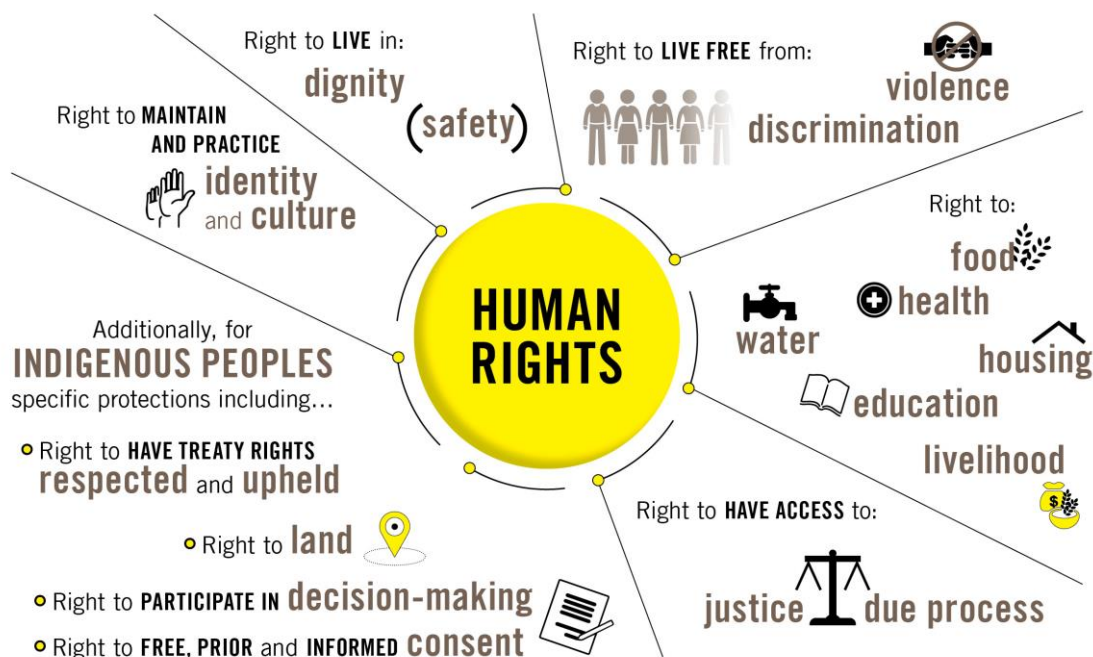 Right to LIVE in:
dignity
(safety)
Right to LIVE FREE from:
violence
discrimination
Right to MAINTAIN
AND PRACTICE
identity
and culture
Right to:
food
health
water
housing
education
livelihood
$
HUMAN
RIGHTS
Additionally, for
INDIGENOUS PEOPLES
specific protections including...
Right to HAVE TREATY RIGHTS
respected and upheld
Right to land
Right to PARTICIPATE IN decision-making
Right to FREE, PRIOR and INFORMED consent
Right to HAVE ACCESS to:
justice due process